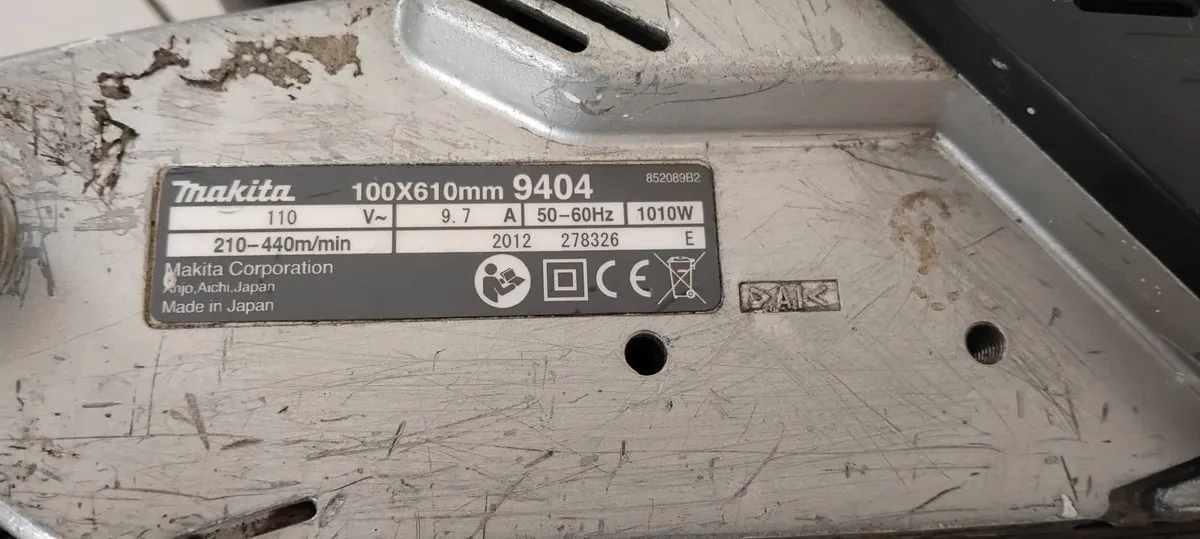 makita 100X610mm 9404 852089B2
110 V~ 9.7 A 50-60Hz 1010W
210-440m/min 2012 278326 E
Makita Corporation
Anjo, Aichi, Japan
Made in Japan
CE
>AI<